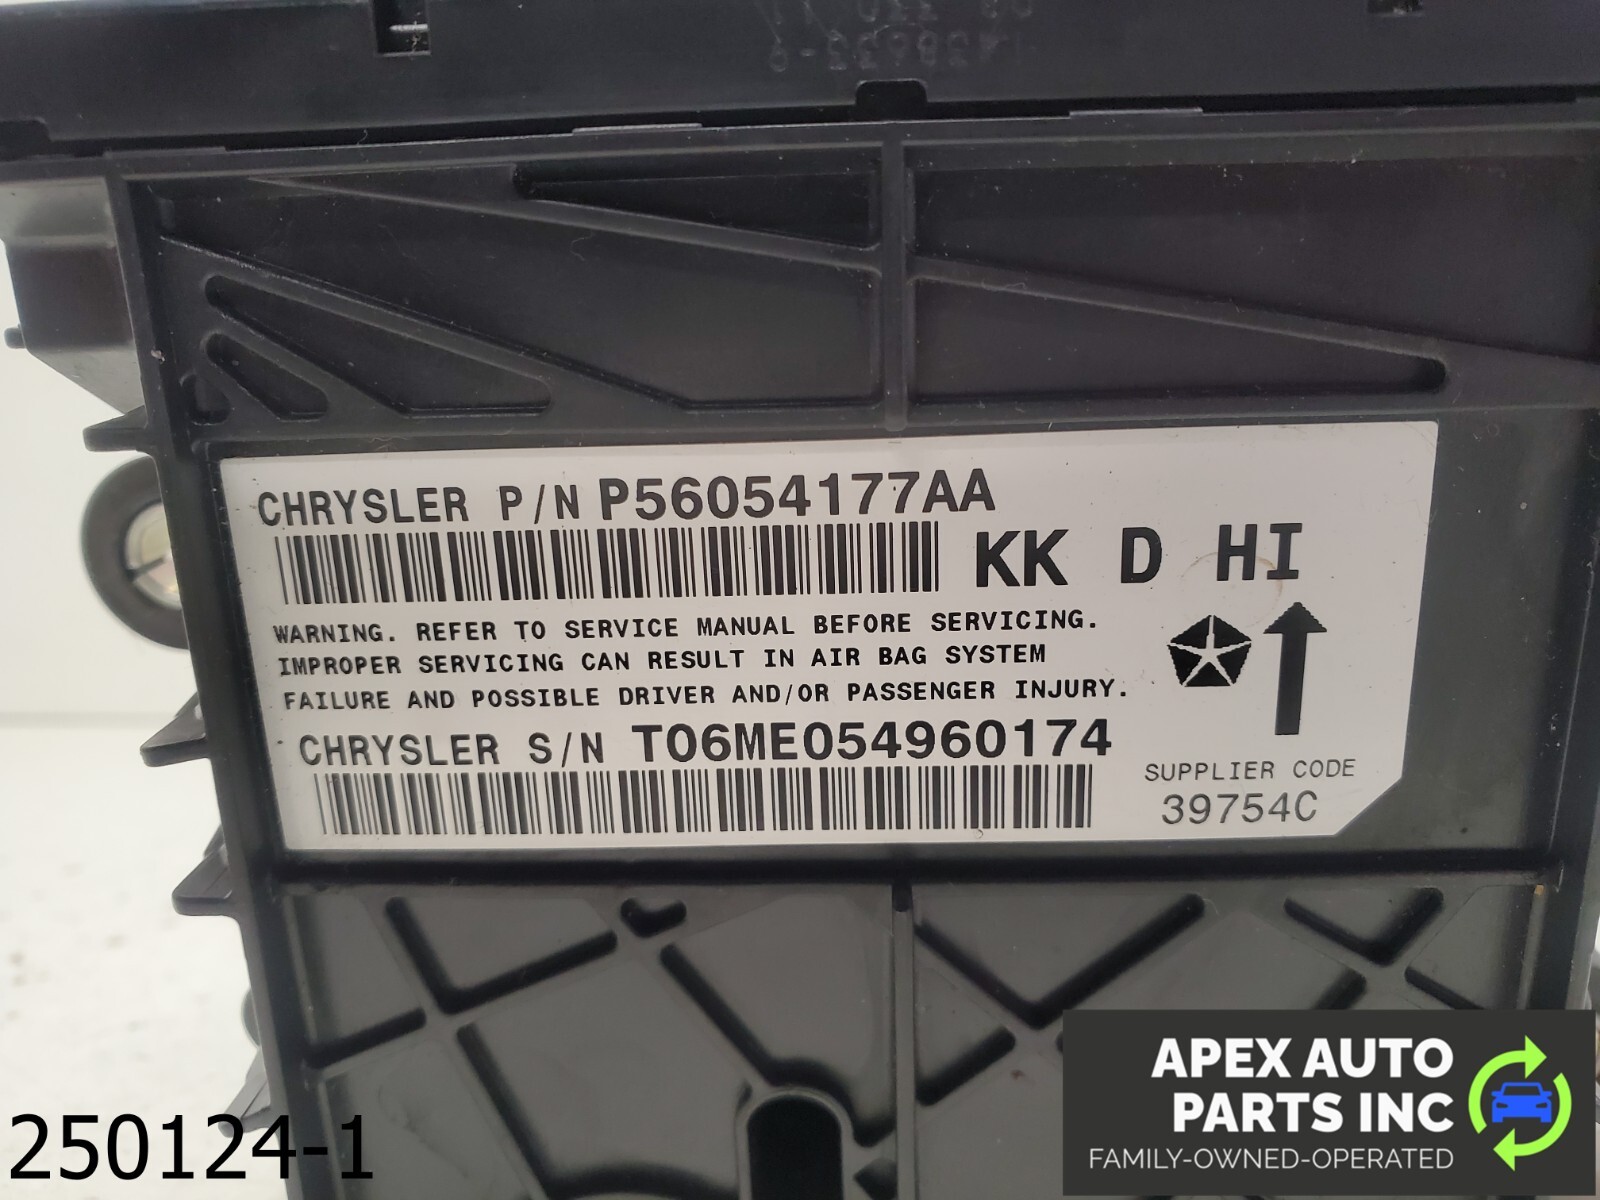 CHRYSLER P/N P56054177AA
KK D HI
WARNING. REFER TO SERVICE MANUAL BEFORE SERVICING.
IMPROPER SERVICING CAN RESULT IN AIR BAG SYSTEM
FAILURE AND POSSIBLE DRIVER AND/OR PASSENGER INJURY.
CHRYSLER S/N T06ME054960174
SUPPLIER CODE
39754C
APEX AUTO
PARTS INC
FAMILY-OWNED-OPERATED
250124-1